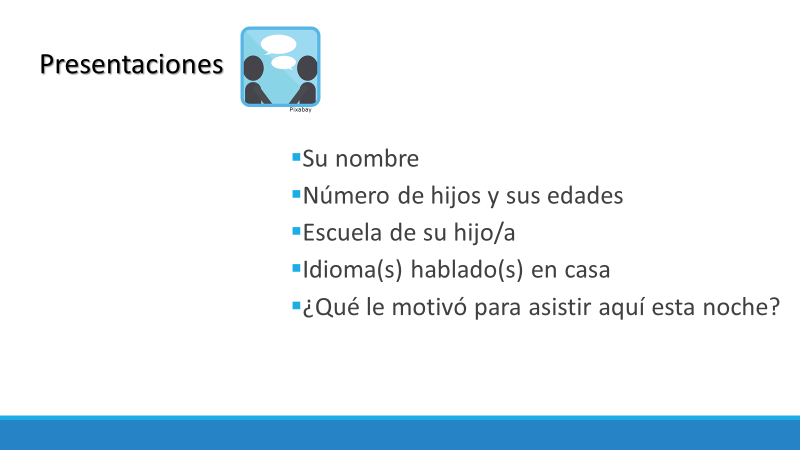 Presentaciones
Pixabay
▪Su nombre
▪Número de hijos y sus edades
▪Escuela de su hijo/a
▪Idioma(s) hablado(s) en casa
▪¿Qué le motivó para asistir aquí esta noche?